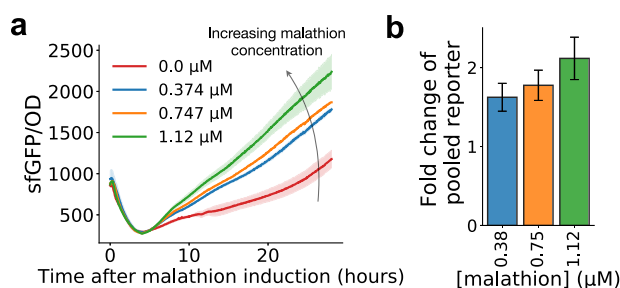 a
Increasing malathion
concentration
0.0 μM
0.374 μM
0.747 μM
1.12 μM
2500
2000
1500
1000
500
sfGFP/OD
0
10
20
Time after malathion induction (hours)
b
Fold change of
pooled reporter
2
1
0
0.38
0.75
1.12
[malathion] (μM)